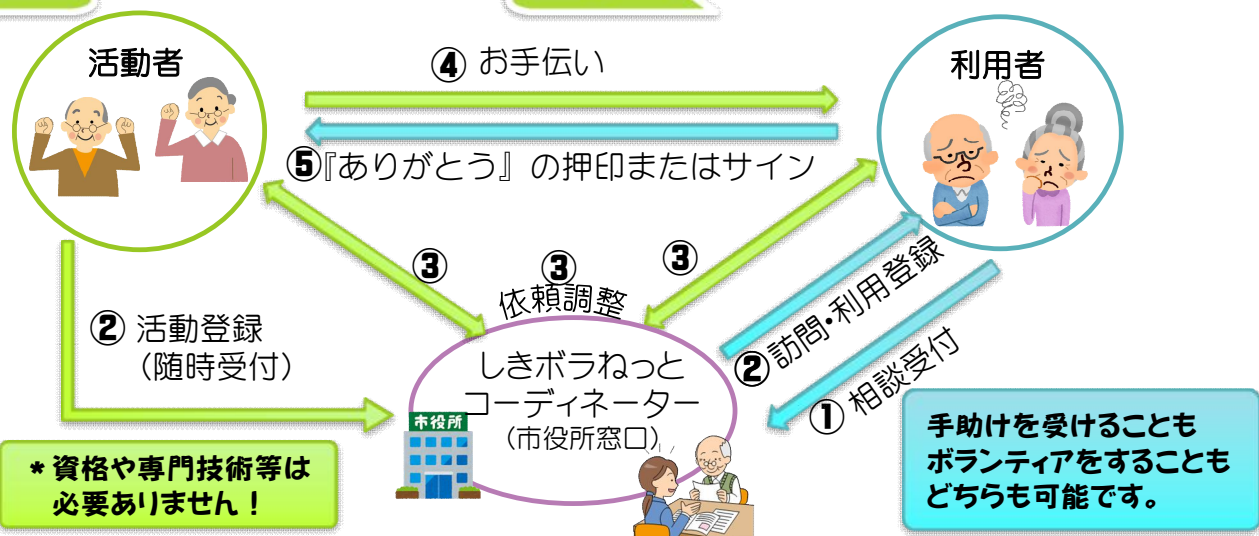 活動者
④ お手伝い
利用者
⑤『ありがとう』の押印またはサイン
③
③
③
依頼調整
② 活動登録
(随時受付)
②訪問・利用登録
① 相談受付
しきボラねっと
コーディネーター
(市役所窓口)
市役所
*資格や専門技術等は
必要ありません!
手助けを受けることも
ボランティアをすることも
どちらも可能です。